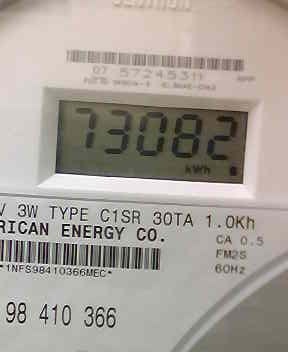 07 57245311
73082
kWh
V 3W TYPE C1SR 30TA 1.0Kh
RICAN ENERGY CO.
CA 0.5
FM2S
60Hz
*1NFS98410366MEC*
98 410 366